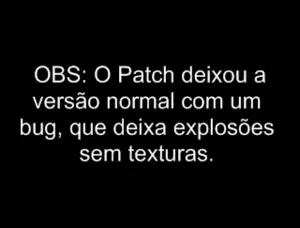 OBS: O Patch deixou a
versão normal com um
bug, que deixa explosões
sem texturas.